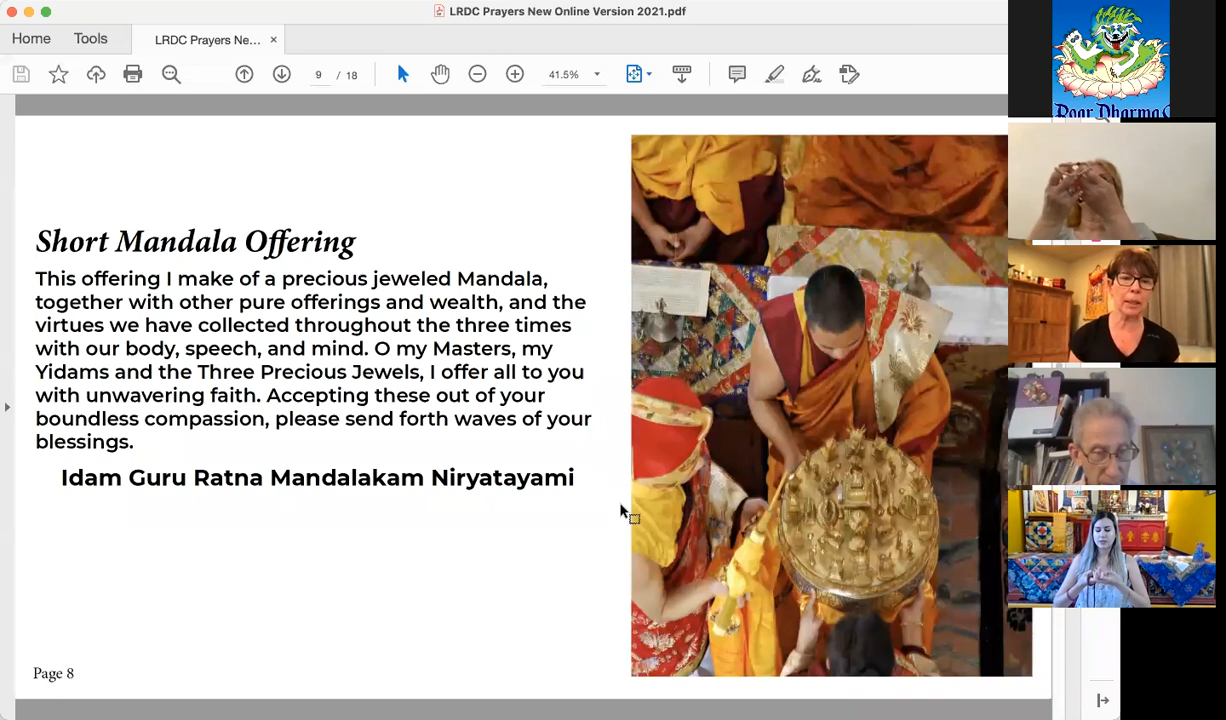 LRDC Prayers New Online Version 2021.pdf
Home
Tools
LRDC Prayers Ne...
9 / 18
41.5%
Short Mandala Offering
This offering I make of a precious jeweled Mandala,
together with other pure offerings and wealth, and the
virtues we have collected throughout the three times
with our body, speech, and mind. O my Masters, my
Yidams and the Three Precious Jewels, I offer all to you
with unwavering faith. Accepting these out of your
boundless compassion, please send forth waves of your
blessings.
Idam Guru Ratna Mandalakam Niryatayami
Page 8
Roar Dharma